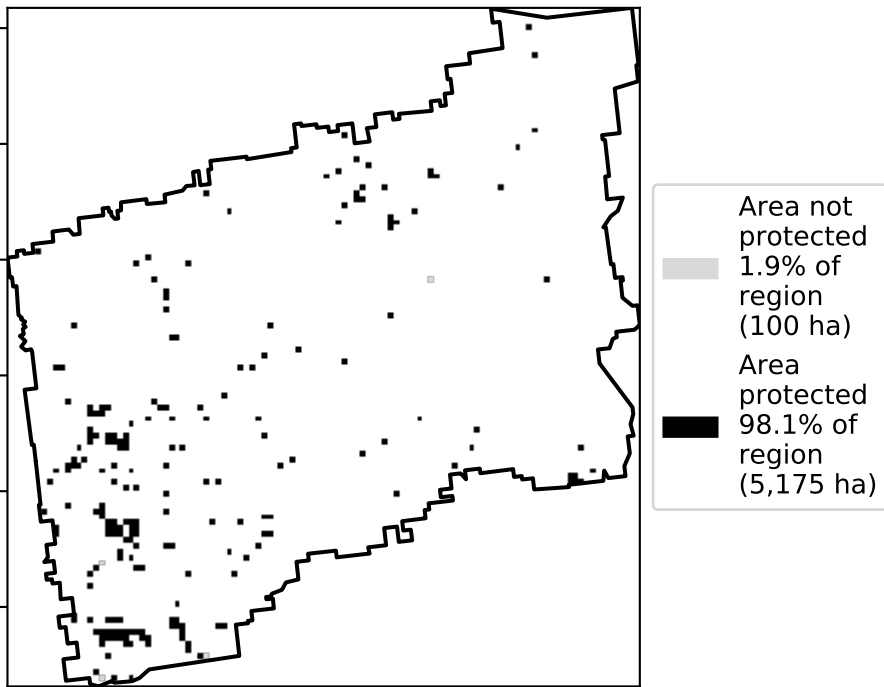 Area not
protected
1.9% of
region
(100 ha)
Area
protected
98.1% of
region
(5,175 ha)